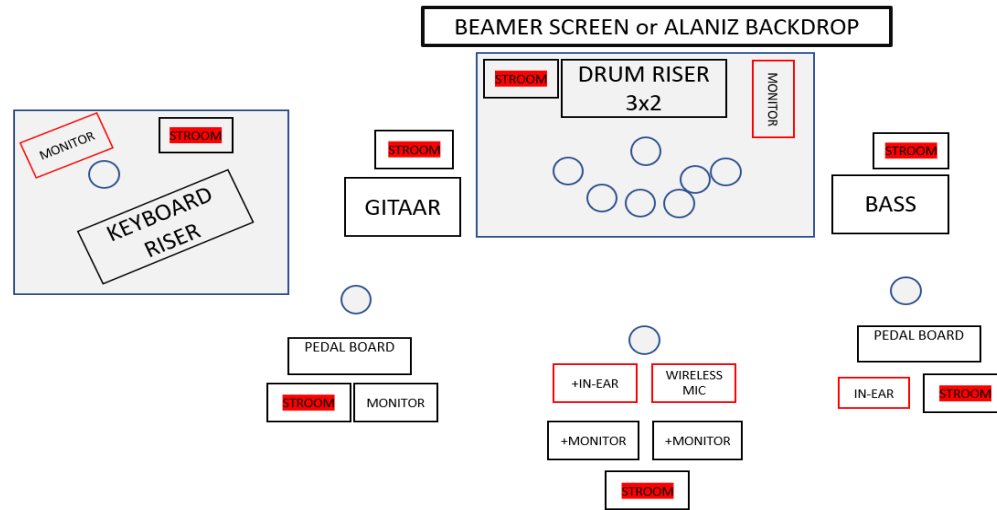 BEAMER SCREEN or ALANIZ BACKDROP
STROOM
DRUM RISER
3x2
MONITOR
MONITOR
STROOM
KEYBOARD
RISER
STROOM
GITAAR
STROOM
BASS
PEDAL BOARD
STROOM
MONITOR
+IN-EAR
WIRELESS
MIC
+MONITOR
+MONITOR
STROOM
PEDAL BOARD
IN-EAR
STROOM